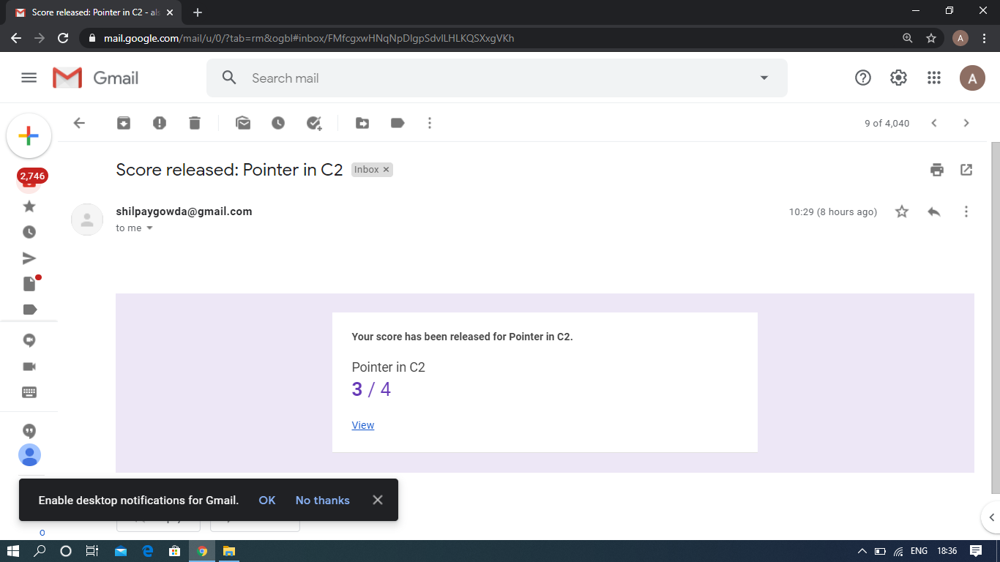 Score released: Pointer in C2 - als
mail.google.com/mail/u/0/?tab=rm&ogbl#inbox/FMfcgxwHNqNpDlgpSdvlLHLKQSXxgVKh
A
Gmail
Search mail
A
9 of 4,040
2,746
Score released: Pointer in C2
Inbox ×
shilpaygowda@gmail.com
10:29 (8 hours ago)
to me
Your score has been released for Pointer in C2.
Pointer in C2
3 / 4
View
Enable desktop notifications for Gmail.
OK
No thanks
ENG
18:36